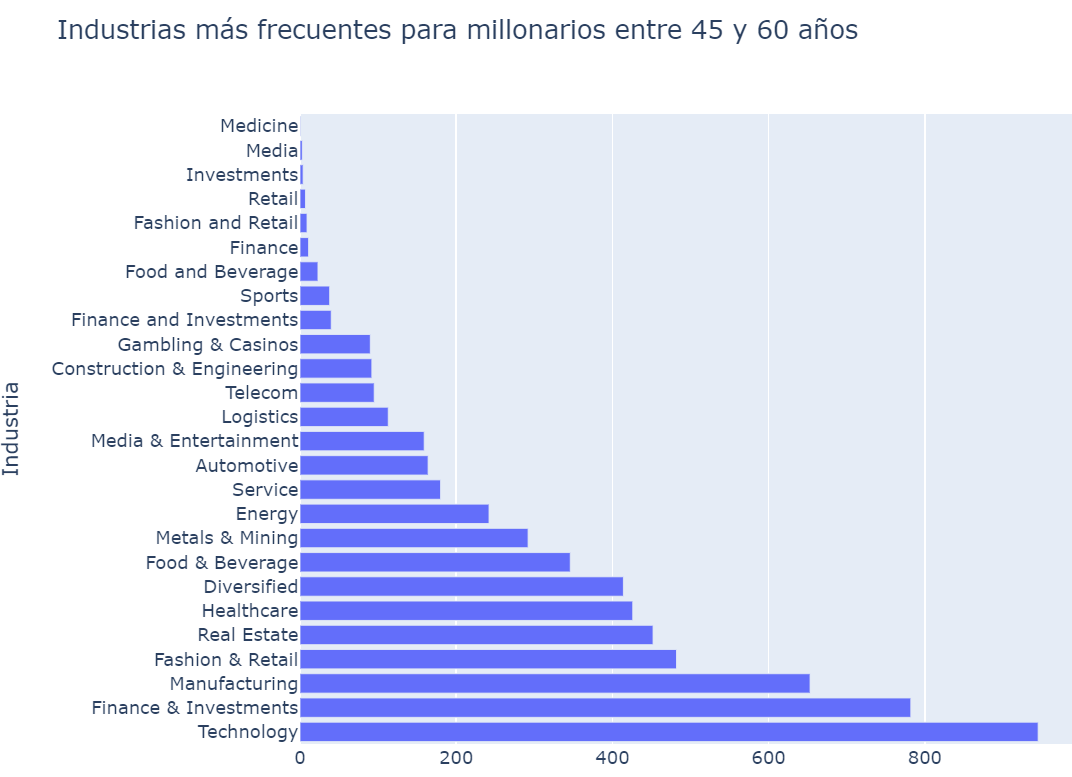 Industrias más frecuentes para millonarios entre 45 y 60 años
Medicine
Media
Investments
Retail
Fashion and Retail
Finance
Food and Beverage
Sports
Finance and Investments
Gambling & Casinos
Construction & Engineering
Telecom
Logistics
Media & Entertainment
Automotive
Service
Energy
Metals & Mining
Food & Beverage
Diversified
Healthcare
Real Estate
Fashion & Retail
Manufacturing
Finance & Investments
Technology
Industria
0 200 400 600 800